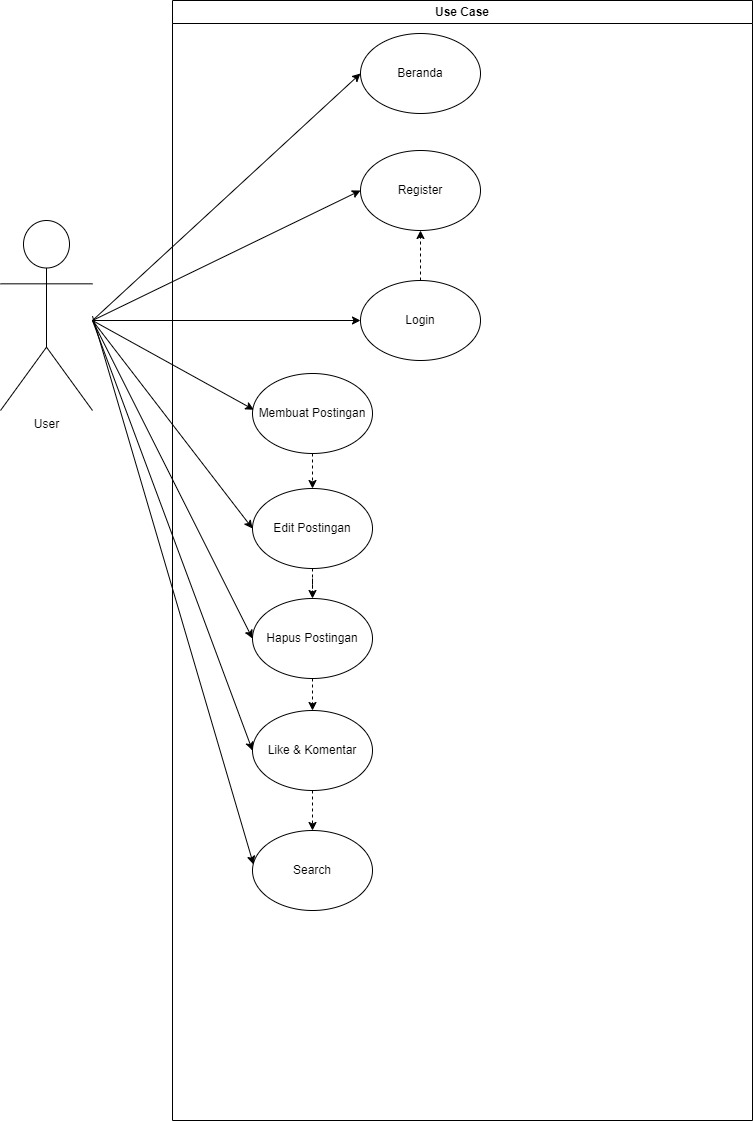 Use Case
Beranda
Register
Login
User
Membuat Postingan
Edit Postingan
Hapus Postingan
Like & Komentar
Search